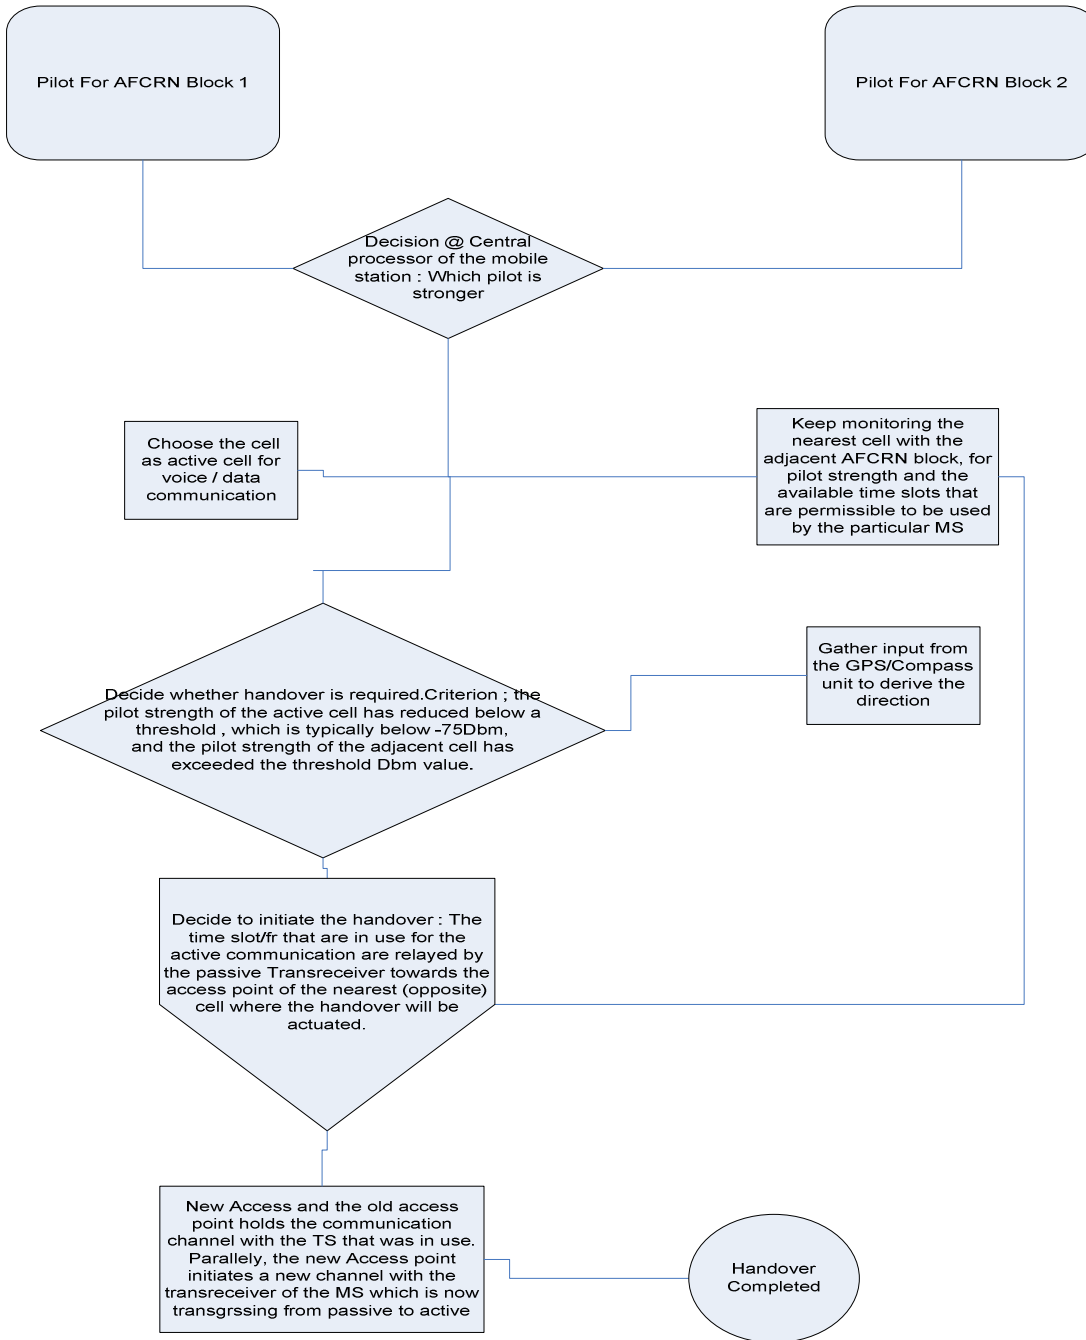 Pilot For AFCRN Block 1
Pilot For AFCRN Block 2
Decision @ Central
processor of the mobile
station : Which pilot is
stronger
Choose the cell
as active cell for
voice / data
communication
Keep monitoring the
nearest cell with the
adjacent AFCRN block, for
pilot strength and the
available time slots that
are permissible to be used
by the particular MS
Gather input from
the GPS/Compass
unit to derive the
direction
Decide whether handover is required.Criterion ; the
pilot strength of the active cell has reduced below a
threshold , which is typically below -75Dbm,
and the pilot strength of the adjacent cell has
exceeded the threshold Dbm value.
Decide to initiate the handover : The
time slot/fr that are in use for the
active communication are relayed by
the passive Transreceiver towards the
access point of the nearest (opposite)
cell where the handover will be
actuated.
New Access and the old access
point holds the communication
channel with the TS that was in use.
Parallely, the new Access point
initiates a new channel with the
transreceiver of the MS which is now
transgrssing from passive to active
Handover
Completed